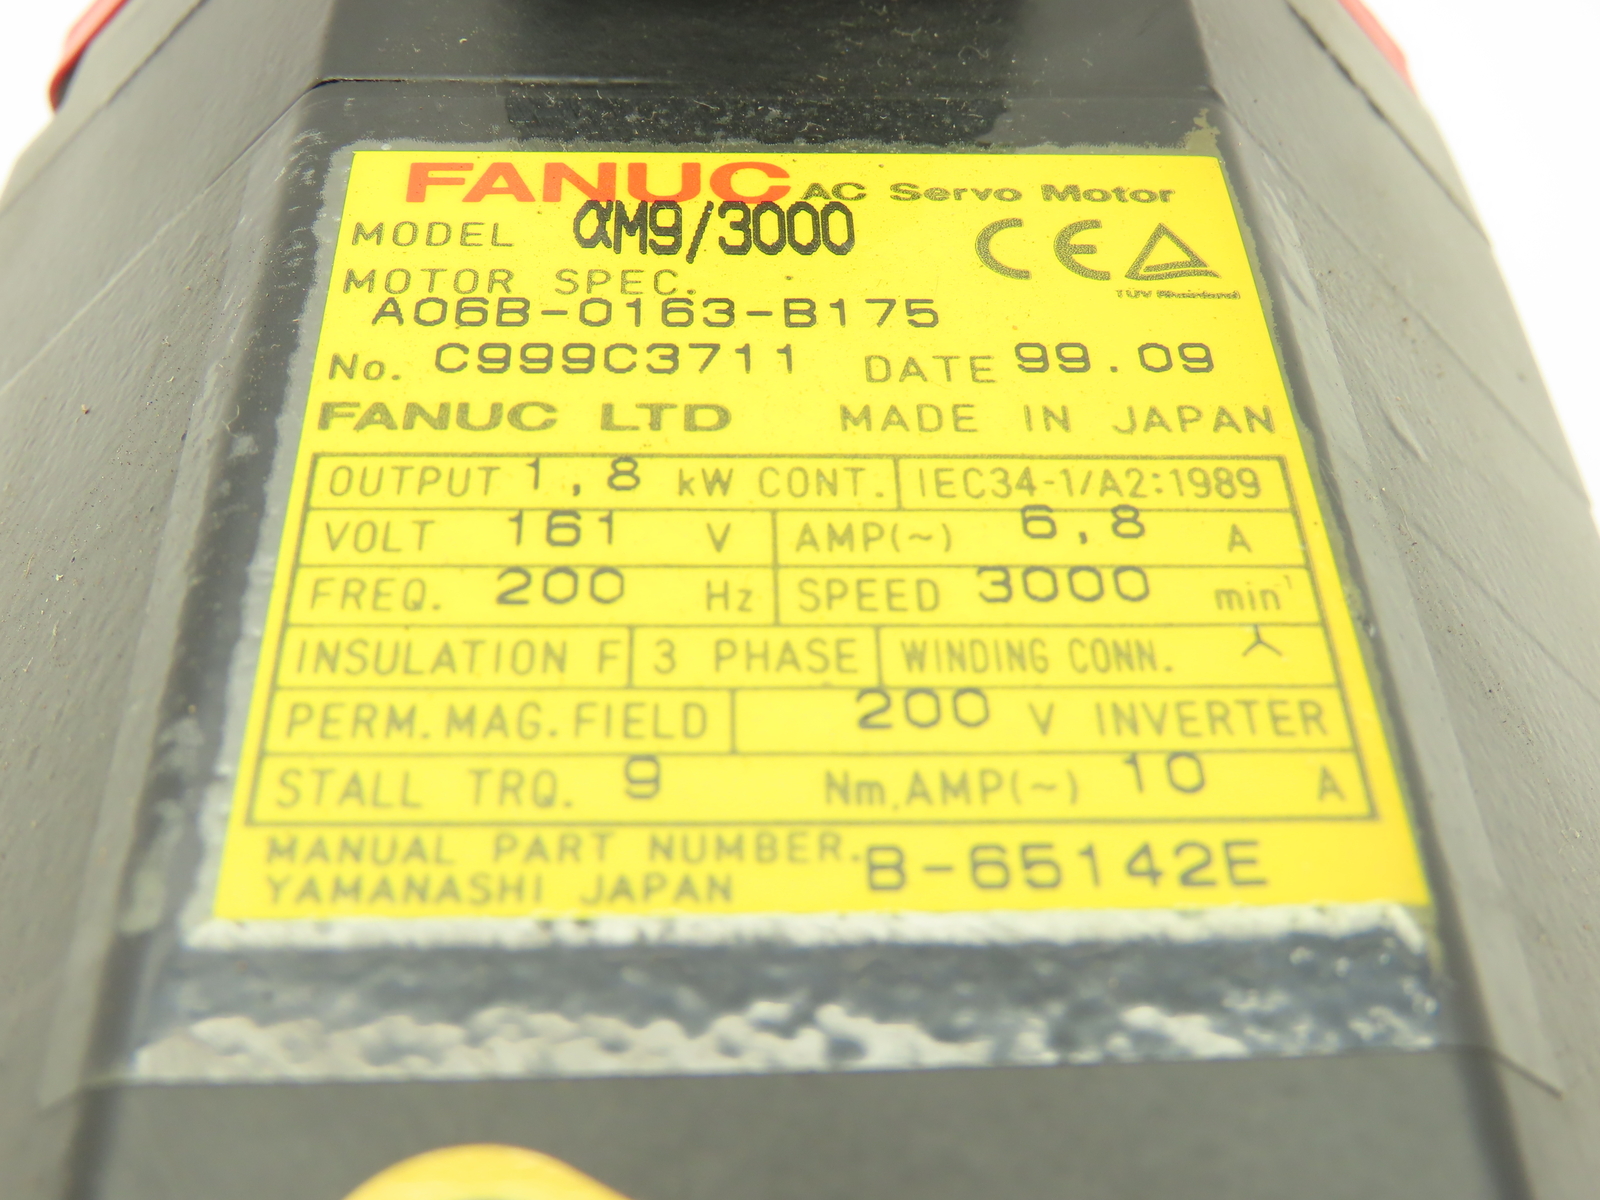 FANUC AC Servo Motor
MODEL αM9/3000
MOTOR SPEC.
A06B-0163-B175
TÜV Rheinland
No. C999C3711 DATE 99.09
FANUC LTD MADE IN JAPAN
OUTPUT 1,8 kW CONT. IEC34-1/A2:1989
VOLT 161 V AMP(~) 6,8 A
FREQ. 200 Hz SPEED 3000 min⁻¹
INSULATION F 3 PHASE WINDING CONN.
PERM.MAG.FIELD 200 V INVERTER
STALL TRQ. 9 Nm,AMP(~) 10 A
MANUAL PART NUMBER. B-65142E
YAMANASHI JAPAN